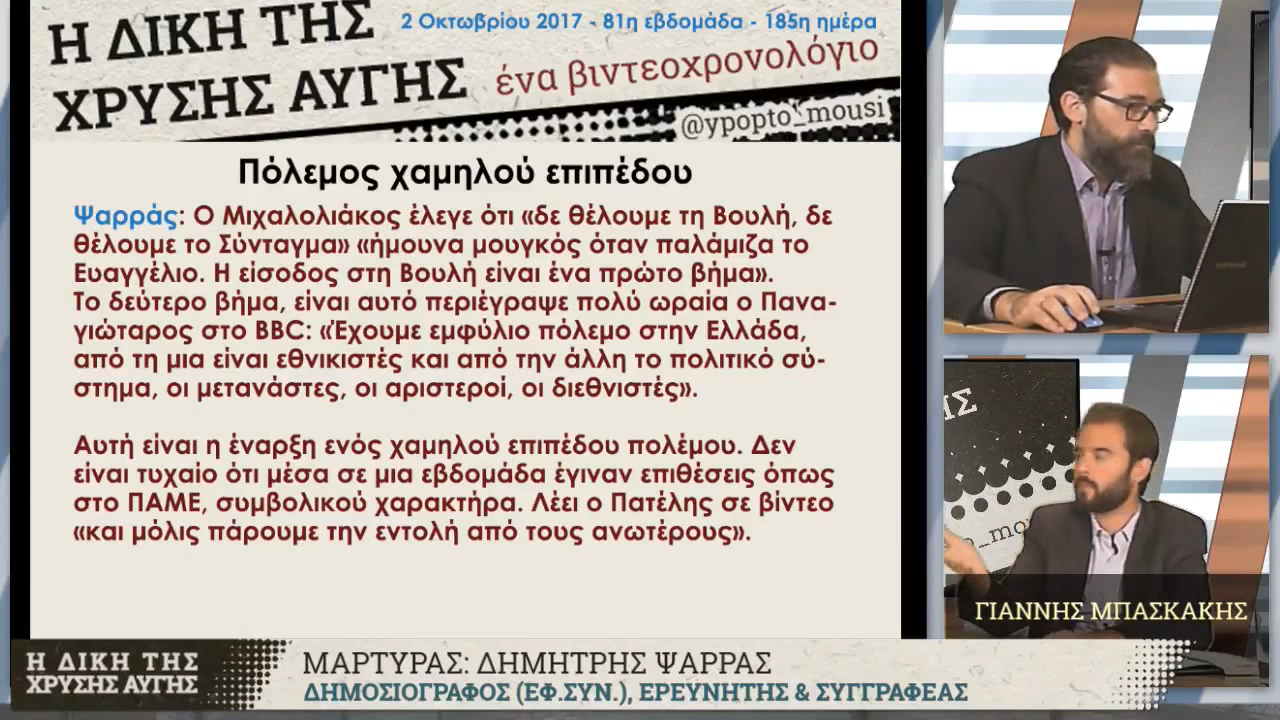 Η ΔΙΚΗ ΤΗΣ
ΧΡΥΣΗΣ ΑΥΓΗΣ
2 Οκτωβρίου 2017 - 81η εβδομάδα - 185η ημέρα
ένα βιντεοχρονολόγιο
@ypopto_mousi
Πόλεμος χαμηλού επιπέδου
Ψαρράς: Ο Μιχαλολιάκος έλεγε ότι «δε θέλουμε τη Βουλή, δε
θέλουμε το Σύνταγμα» «ήμουνα μουγκός όταν παλάμιζα το
Ευαγγέλιο. Η είσοδος στη Βουλή είναι ένα πρώτο βήμα».
Το δεύτερο βήμα, είναι αυτό περιέγραψε πολύ ωραία ο Πανα-
γιώταρος στο BBC: «Έχουμε εμφύλιο πόλεμο στην Ελλάδα,
από τη μια είναι εθνικιστές και από την άλλη το πολιτικό σύ-
στημα, οι μετανάστες, οι αριστεροί, οι διεθνιστές».
Αυτή είναι η έναρξη ενός χαμηλού επιπέδου πολέμου. Δεν
είναι τυχαίο ότι μέσα σε μια εβδομάδα έγιναν επιθέσεις όπως
στο ΠΑΜΕ, συμβολικού χαρακτήρα. Λέει ο Πατέλης σε βίντεο
«και μόλις πάρουμε την εντολή από τους ανωτέρους».
ΓΙΑΝΝΗΣ ΜΠΑΣΚΑΚΗΣ
Η ΔΙΚΗ ΤΗΣ
ΧΡΥΣΗΣ ΑΥΓΗΣ
ΜΑΡΤΥΡΑΣ: ΔΗΜΗΤΡΗΣ ΨΑΡΡΑΣ
ΔΗΜΟΣΙΟΓΡΑΦΟΣ (ΕΦ.ΣΥΝ.), ΕΡΕΥΝΗΤΗΣ & ΣΥΓΓΡΑΦΕΑΣ